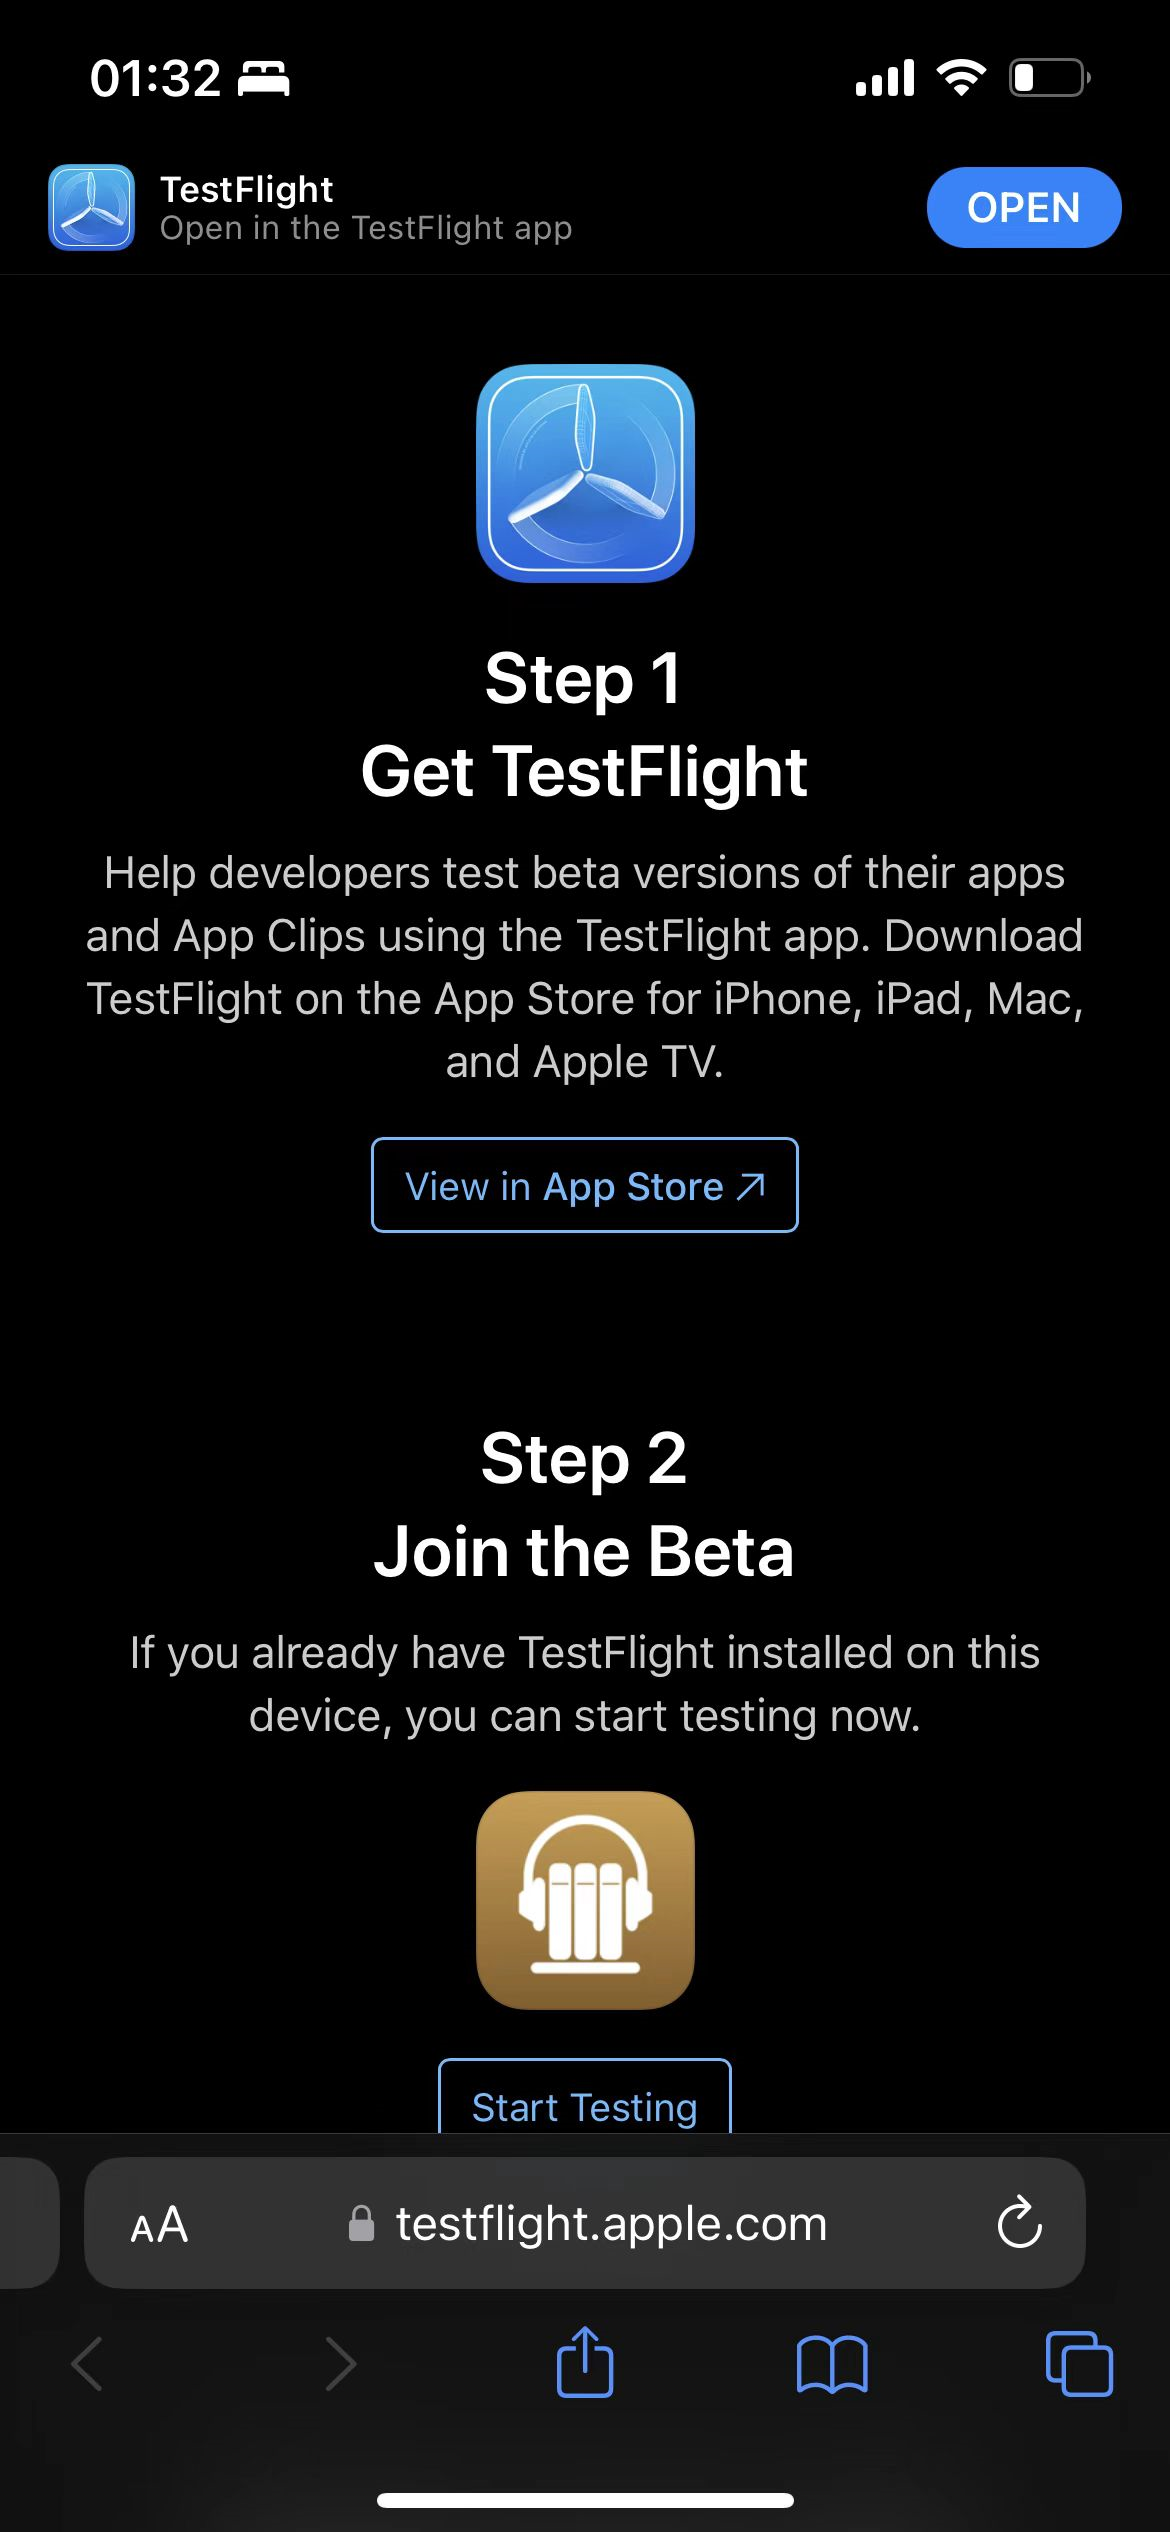 01:32
TestFlight
Open in the TestFlight app
OPEN
Step 1
Get TestFlight
Help developers test beta versions of their apps
and App Clips using the TestFlight app. Download
TestFlight on the App Store for iPhone, iPad, Mac,
and Apple TV.
View in App Store ↗
Step 2
Join the Beta
If you already have TestFlight installed on this
device, you can start testing now.
Start Testing
AA testflight.apple.com